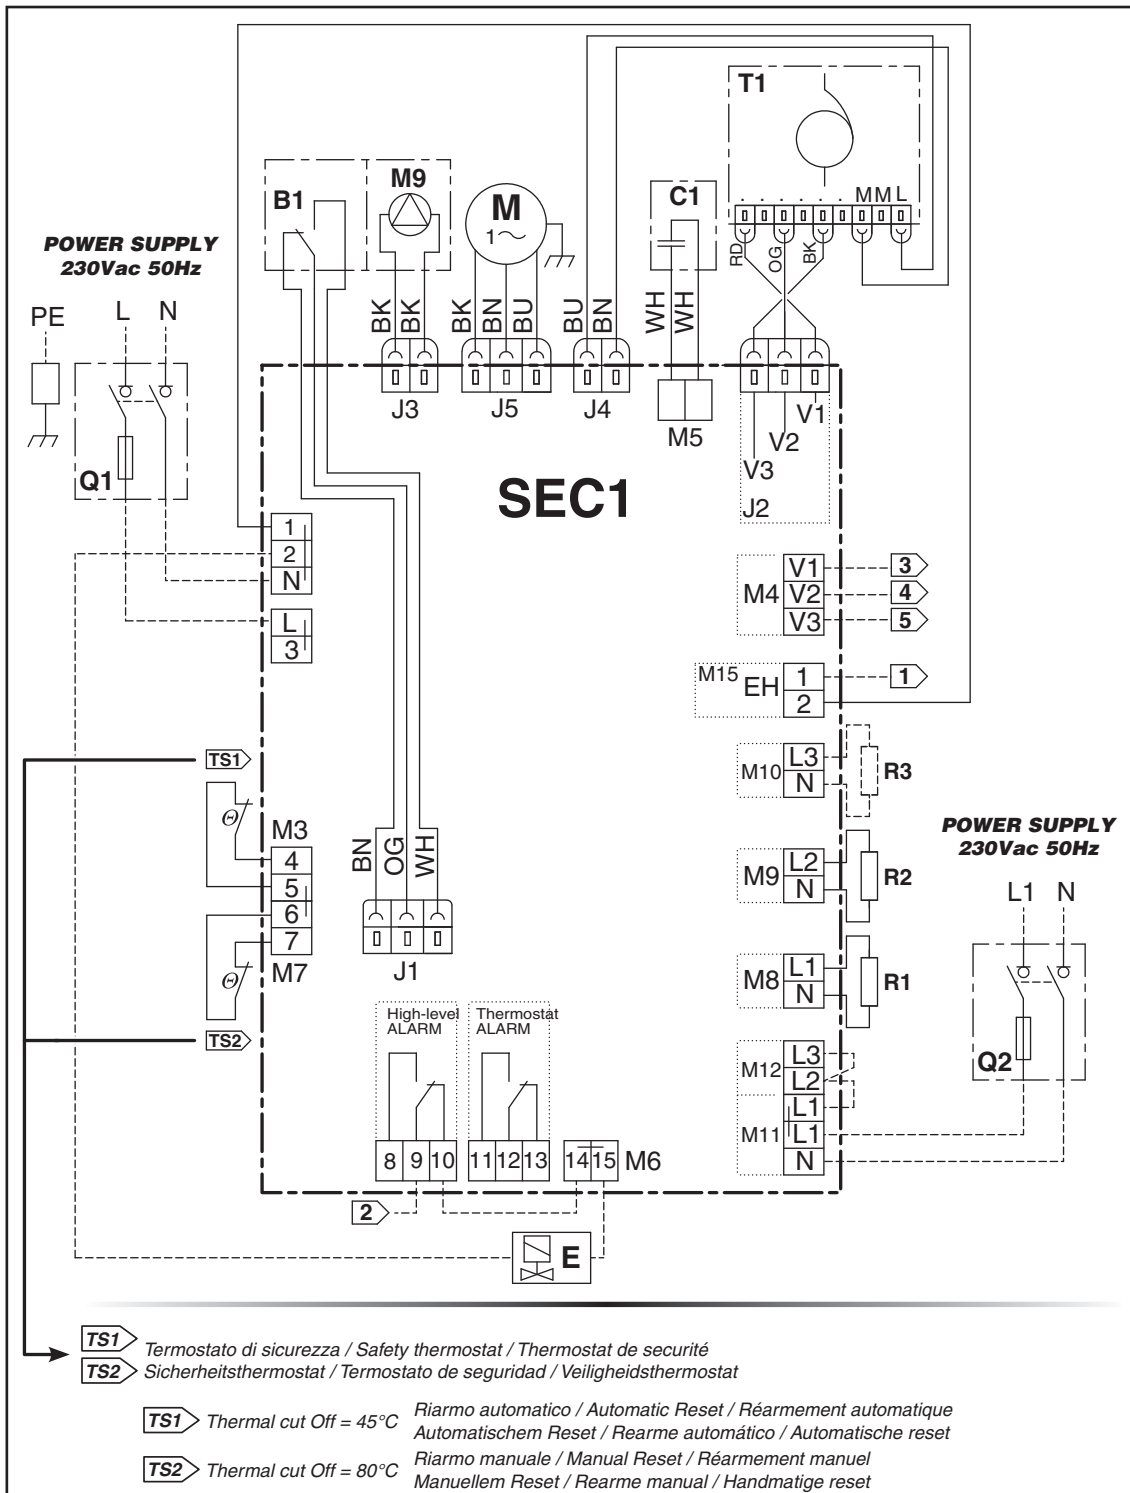 T1
M M L
B1
M9
M
1~
C1
POWER SUPPLY
230Vac 50Hz
RD
OG
BK
PE
L
N
BK
BK
BK
BN
BU
BU
BN
WH
WH
J3
J5
J4
M5
V1
V2
V3
J2
Q1
SEC1
1
2
N
L
3
M4
V1
V2
V3
3
4
5
M15
EH
1
2
1
TS1
M10
L3
N
R3
POWER SUPPLY
230Vac 50Hz
Θ
M3
4
5
6
7
M7
Θ
BN
OG
WH
J1
M9
L2
N
R2
L1
N
M8
L1
N
R1
TS2
High-level
ALARM
Thermostat
ALARM
M12
L3
L2
M11
L1
L1
N
Q2
8 9 10
11 12 13
14 15
M6
2
E
TS1
Termostato di sicurezza / Safety thermostat / Thermostat de securité
TS2
Sicherheitsthermostat / Termostato de seguridad / Veiligheidsthermostat
TS1 Thermal cut Off = 45°C Riarmo automatico / Automatic Reset / Réarmement automatique
Automatischem Reset / Rearme automático / Automatische reset
TS2 Thermal cut Off = 80°C Riarmo manuale / Manual Reset / Réarmement manuel
Manuellem Reset / Rearme manual / Handmatige reset